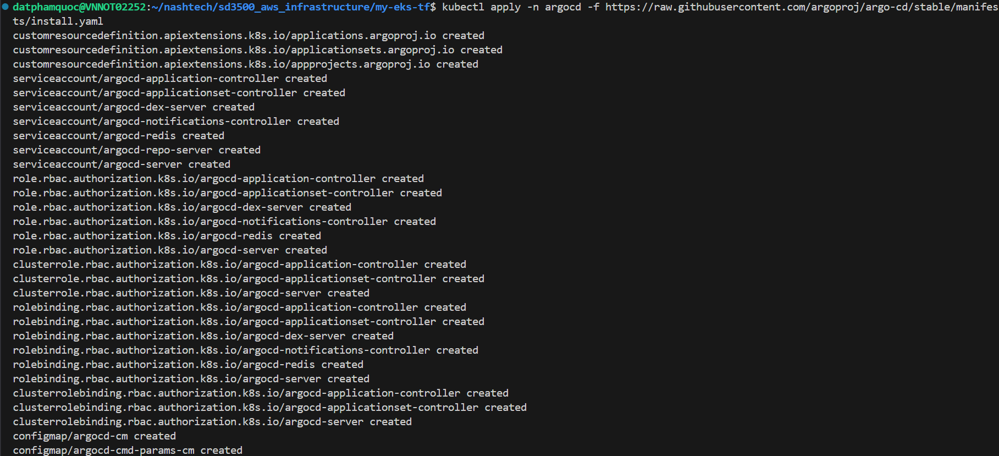 datphamquoc@VNNOT02252:~/nashtech/sd3500_aws_infrastructure/my-eks-tf$ kubectl apply -n argocd -f https://raw.githubusercontent.com/argoproj/argo-cd/stable/manifes
ts/install.yaml
customresourcedefinition.apiextensions.k8s.io/applications.argoproj.io created
customresourcedefinition.apiextensions.k8s.io/applicationsets.argoproj.io created
customresourcedefinition.apiextensions.k8s.io/appprojects.argoproj.io created
serviceaccount/argocd-application-controller created
serviceaccount/argocd-applicationset-controller created
serviceaccount/argocd-dex-server created
serviceaccount/argocd-notifications-controller created
serviceaccount/argocd-redis created
serviceaccount/argocd-repo-server created
serviceaccount/argocd-server created
role.rbac.authorization.k8s.io/argocd-application-controller created
role.rbac.authorization.k8s.io/argocd-applicationset-controller created
role.rbac.authorization.k8s.io/argocd-dex-server created
role.rbac.authorization.k8s.io/argocd-notifications-controller created
role.rbac.authorization.k8s.io/argocd-redis created
role.rbac.authorization.k8s.io/argocd-server created
clusterrole.rbac.authorization.k8s.io/argocd-application-controller created
clusterrole.rbac.authorization.k8s.io/argocd-applicationset-controller created
clusterrole.rbac.authorization.k8s.io/argocd-server created
rolebinding.rbac.authorization.k8s.io/argocd-application-controller created
rolebinding.rbac.authorization.k8s.io/argocd-applicationset-controller created
rolebinding.rbac.authorization.k8s.io/argocd-dex-server created
rolebinding.rbac.authorization.k8s.io/argocd-notifications-controller created
rolebinding.rbac.authorization.k8s.io/argocd-redis created
rolebinding.rbac.authorization.k8s.io/argocd-server created
clusterrolebinding.rbac.authorization.k8s.io/argocd-application-controller created
clusterrolebinding.rbac.authorization.k8s.io/argocd-applicationset-controller created
clusterrolebinding.rbac.authorization.k8s.io/argocd-server created
configmap/argocd-cm created
configmap/argocd-cmd-params-cm created